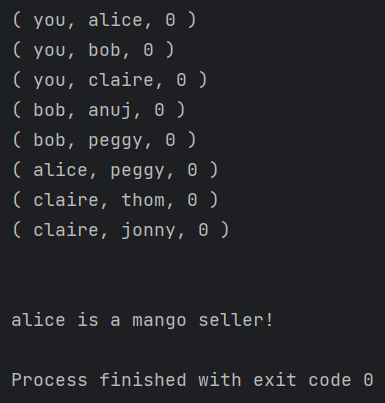 ( you, alice, 0 )
( you, bob, 0 )
( you, claire, 0 )
( bob, anuj, 0 )
( bob, peggy, 0 )
( alice, peggy, 0 )
( claire, thom, 0 )
( claire, jonny, 0 )
alice is a mango seller!
Process finished with exit code 0